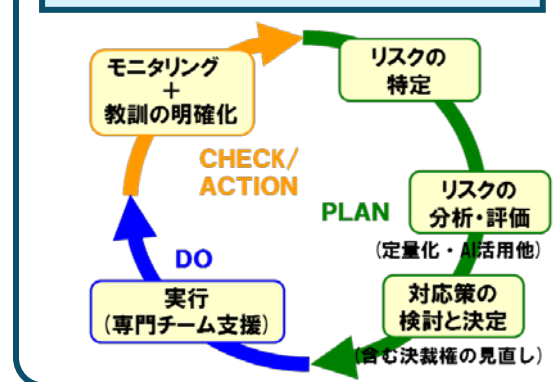 リスクの
特定
リスクの
分析・評価
(定量化・AI活用他)
対応策の
検討と決定
(含む決裁権の見直し)
実行
(専門チーム支援)
モニタリング
+
教訓の明確化
PLAN
DO
CHECK/
ACTION